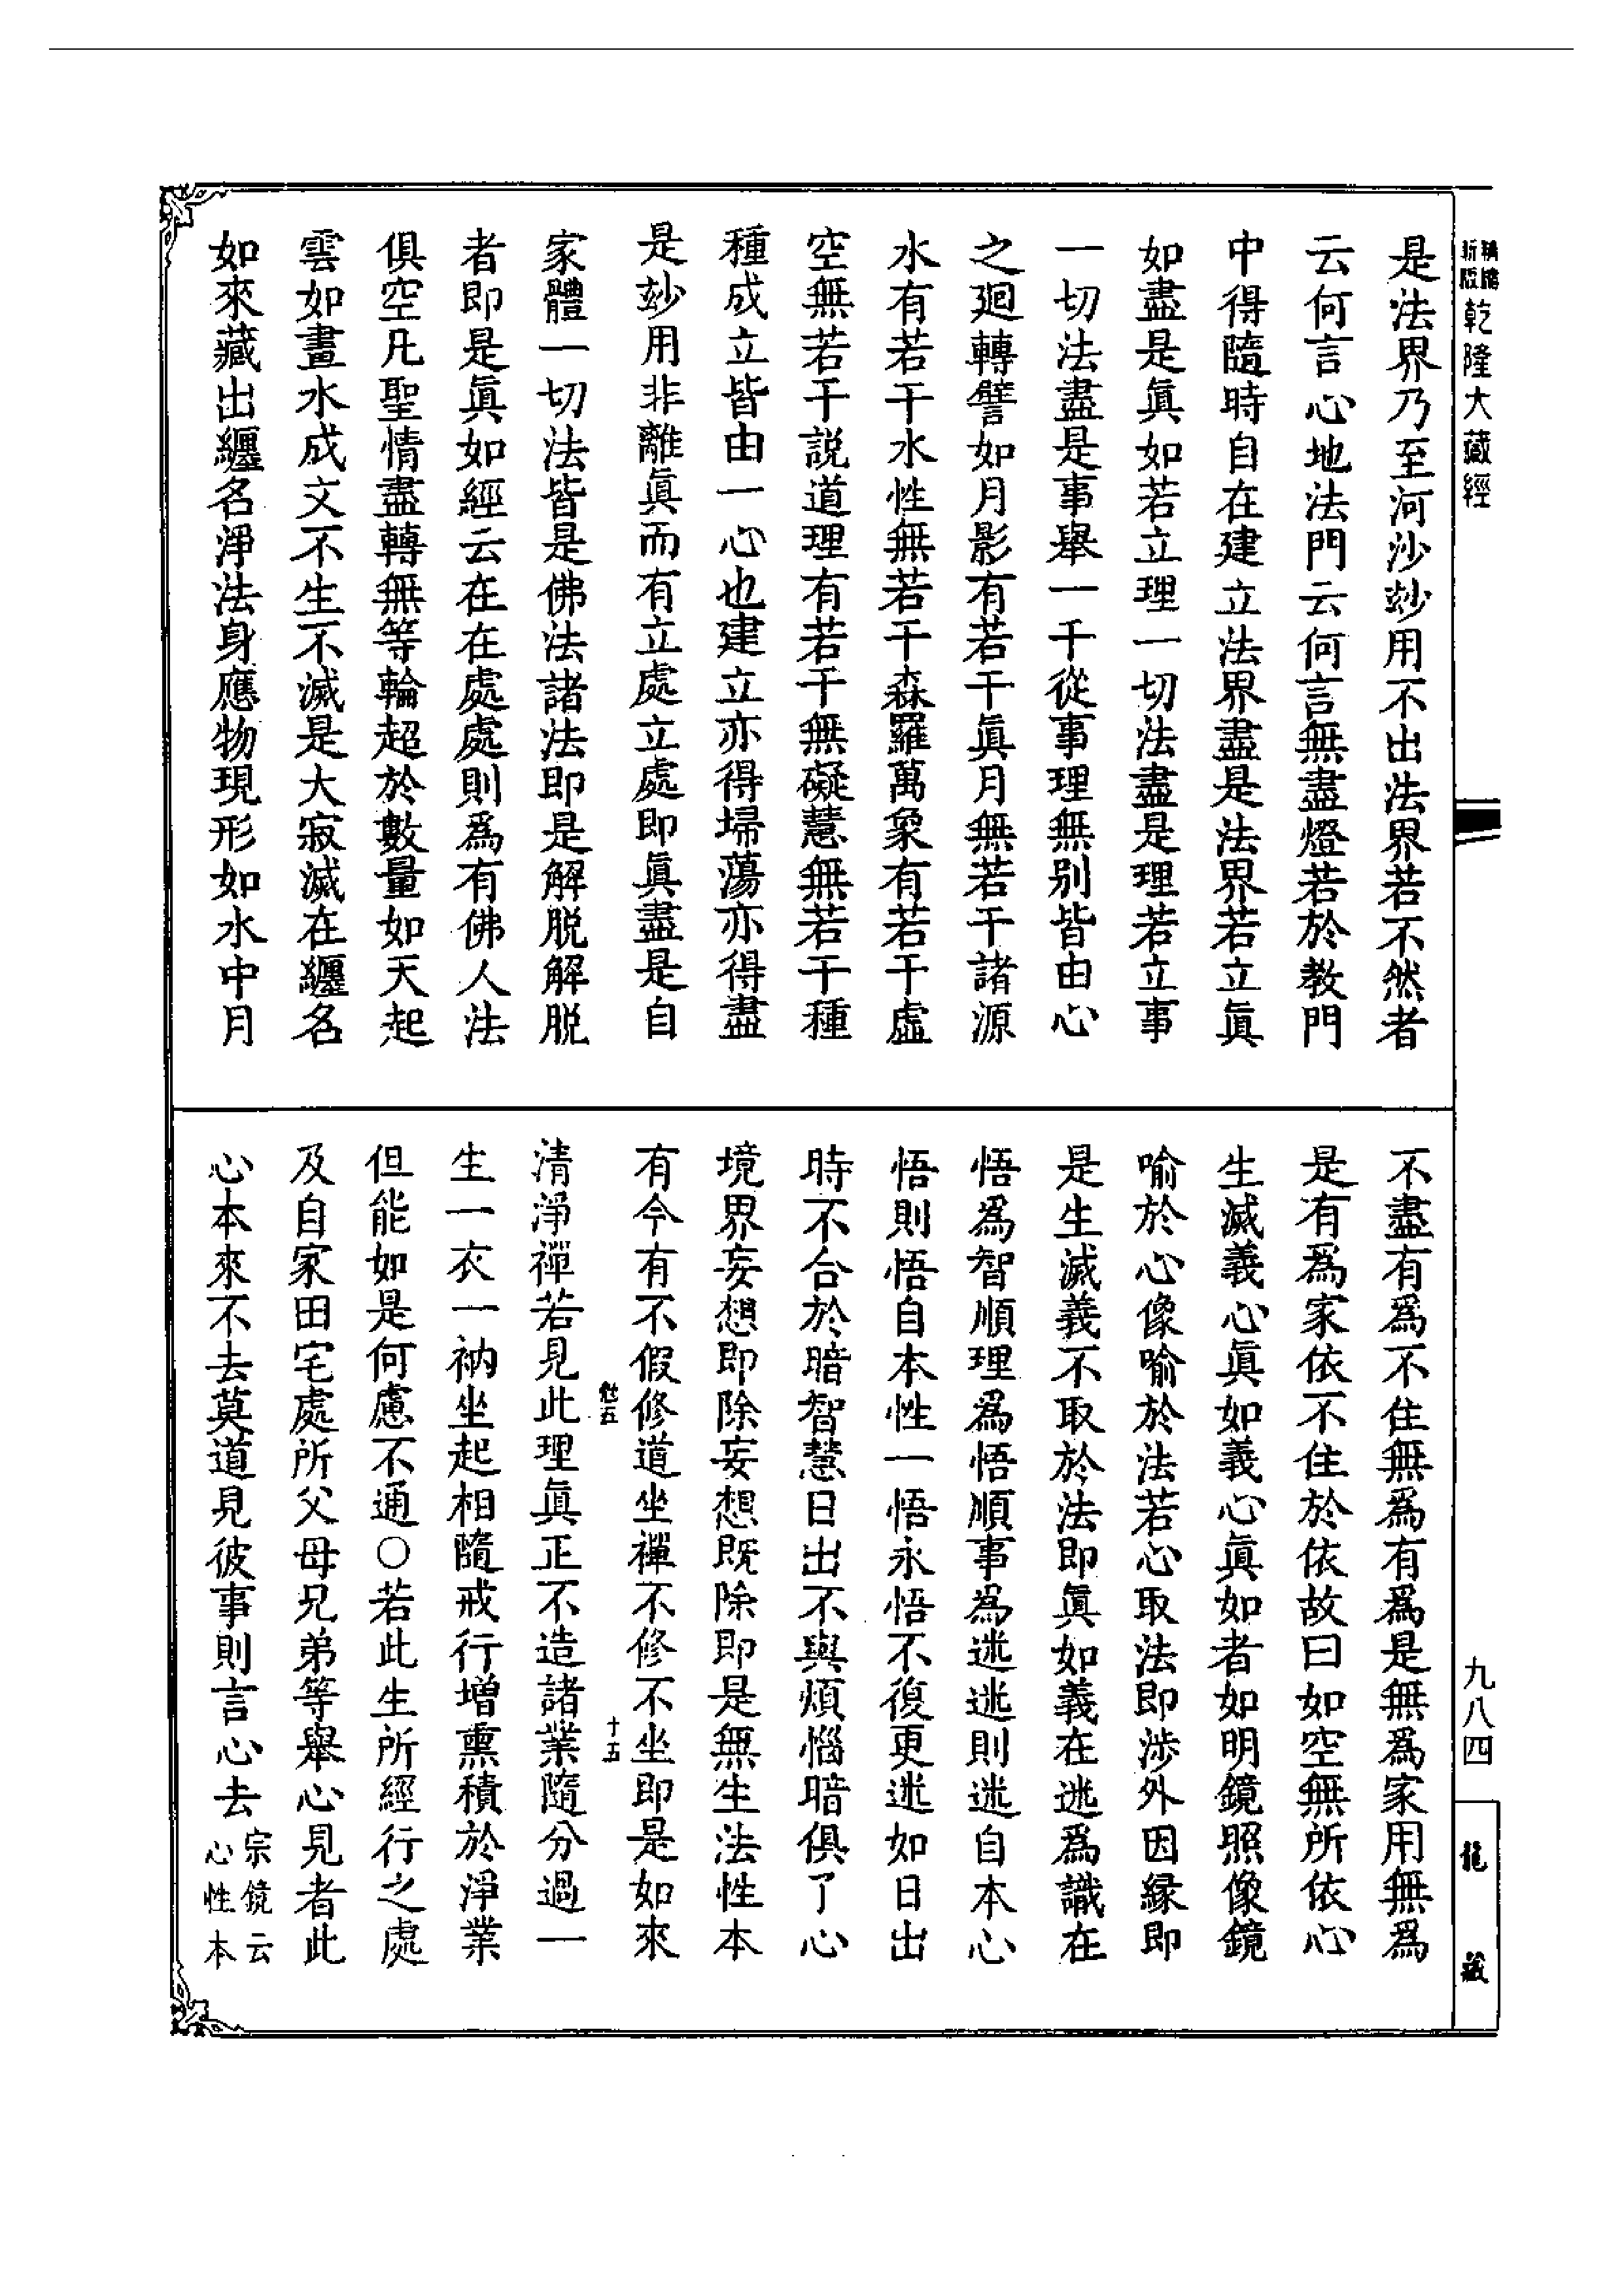 乾隆大藏經
是法界乃至河沙玅用不出法界若不然者
云何言心地法門云何言無盡燈若於教門
中得隨時自在建立法界盡是法界若立眞
如盡是眞如若立理一切法盡是理若立事
一切法盡是事舉一千從事理無别皆由心
之廻轉譬如月影有若干眞月無若干諸源
水有若干水性無若干森羅萬象有若干虛
空無若干説道理有若干無礙慧無若干種
種成立皆由一心也建立亦得埽蕩亦得盡
是玅用非離眞而有立處立處即眞盡是自
家體一切法皆是佛法諸法即是解脱解脱
者即是眞如經云在在處處則爲有佛人法
俱空凡聖情盡轉無等輪超於數量如天起
雲如畫水成文不生不滅是大寂滅在纏名
如來藏出纏名淨法身應物現形如水中月
不盡有爲不住無爲有爲是無爲家用無爲
是有爲家依不住於依故曰如空無所依心
生滅義心眞如義心眞如者如明鏡照像鏡
喻於心像喻於法若心取法即涉外因緣即
是生滅義不取於法即眞如義在迷爲識在
悟爲智順理爲悟順事爲迷迷則迷自本心
悟則悟自本性一悟永悟不復更迷如日出
時不合於暗智慧日出不與煩惱暗俱了心
境界妄想即除妄想既除即是無生法性本
有今有不假修道坐禪不修不坐即是如來
十五
清淨禪若見此理眞正不造諸業隨分過一
生一衣一衲坐起相隨戒行增熏積於淨業
但能如是何慮不通○若此生所經行之處
及自家田宅處所父母兄弟等舉心見者此
心本來不去莫道見彼事則言心去宗鏡云
心性本
九八四
龍藏